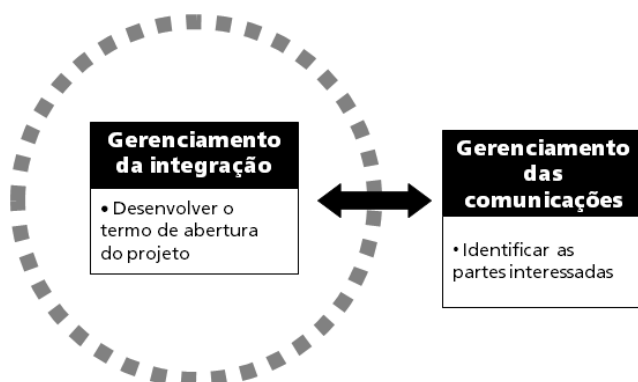 Gerenciamento
da integração
• Desenvolver o
termo de abertura
do projeto
Gerenciamento
das
comunicações
• Identificar as
partes interessadas